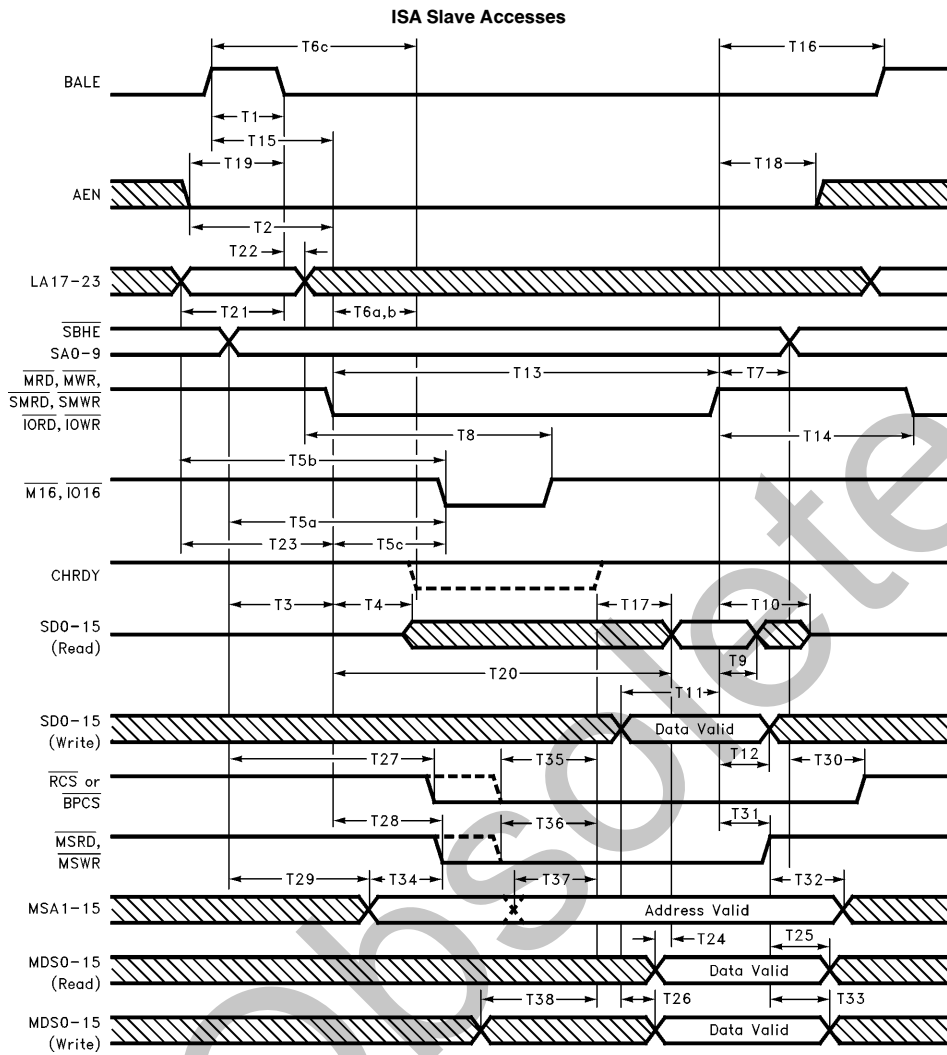 ISA Slave Accesses
T6c
T16
BALE
T1
T15
T19
T18
AEN
T2
T22
LA17-23
T21
T6a,b
SBHE
SA0-9
T13
T7
MRD, MWR,
SMRD, SMWR
IORD, IOWR
T8
T14
T5b
M16, IO16
T5a
T23
T5c
CHRDY
T3
T4
T17
T10
SD0-15
(Read)
T9
T20
T11
SD0-15
(Write)
Data Valid
T12
T27
T35
T30
RCS or
BPCS
T28
T36
T31
MSRD,
MSWR
T29
T34
T37
T32
MSA1-15
Address Valid
T24
T25
MDS0-15
(Read)
Data Valid
T38
T26
T33
MDS0-15
(Write)
Data Valid
Obsolete